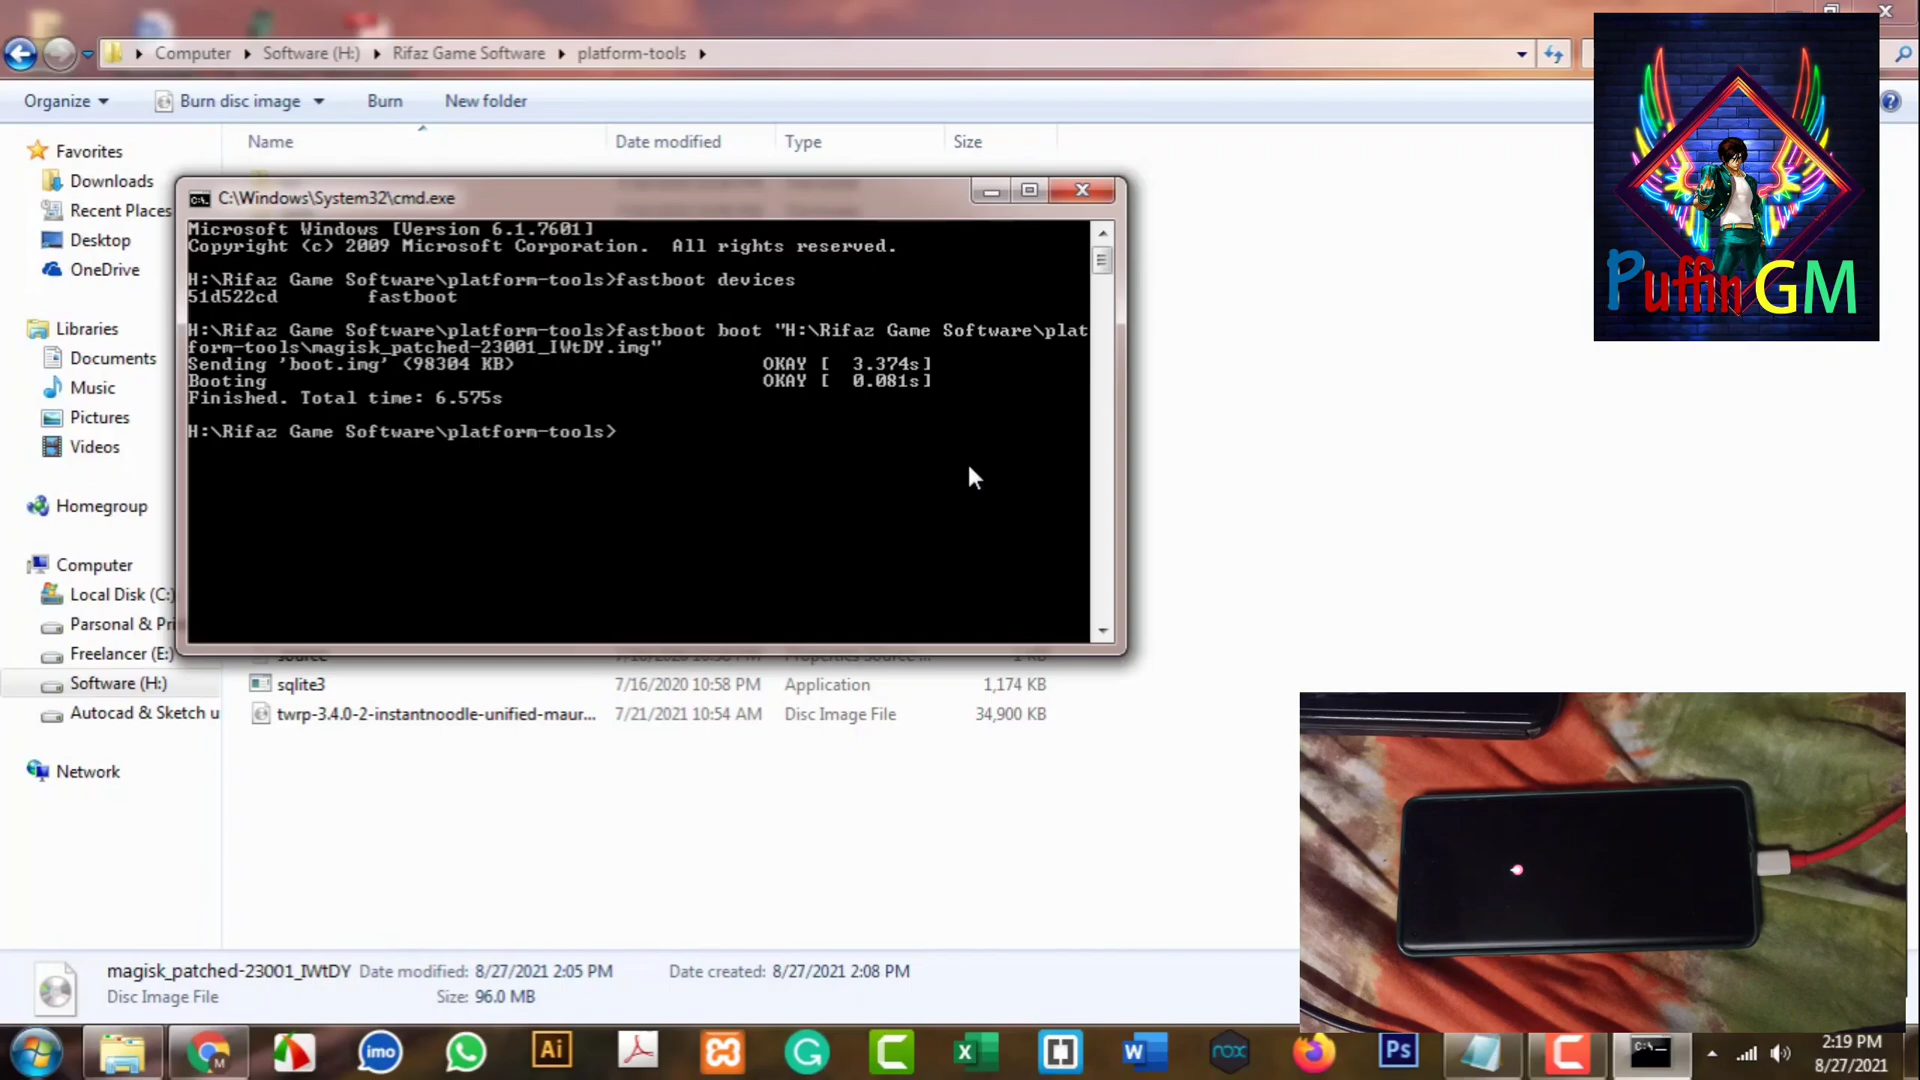 Computer
Software (H:)
Rifaz Game Software
platform-tools
Organize
Burn disc image
Burn
New folder
Name
Date modified
Type
Size
Favorites
Downloads
Recent Places
Desktop
OneDrive
Libraries
Documents
Music
Pictures
Videos
Homegroup
Computer
Local Disk (C:)
Parsonal & Pri
Freelancer (E:)
Software (H:)
Autocad & Sketch u
Network
C:\Windows\System32\cmd.exe
Microsoft Windows [Version 6.1.7601]
Copyright (c) 2009 Microsoft Corporation.  All rights reserved.
H:\Rifaz Game Software\platform-tools>fastboot devices
51d522cd        fastboot
H:\Rifaz Game Software\platform-tools>fastboot boot "H:\Rifaz Game Software\plat
form-tools\magisk_patched-23001_IWtDY.img"
Sending 'boot.img' (98304 KB)                      OKAY [  3.374s]
Booting                                            OKAY [  0.081s]
Finished. Total time: 6.575s
H:\Rifaz Game Software\platform-tools>
sqlite3 7/16/2020 10:58 PM Application 1,174 KB
twrp-3.4.0-2-instantnoodle-unified-maur... 7/21/2021 10:54 AM Disc Image File 34,900 KB
Puffin GM
magisk_patched-23001_IWtDY Date modified: 8/27/2021 2:05 PM Date created: 8/27/2021 2:08 PM
Disc Image File Size: 96.0 MB
M
imo
Ai
X
W
nox
Ps
C:\_
2:19 PM
8/27/2021